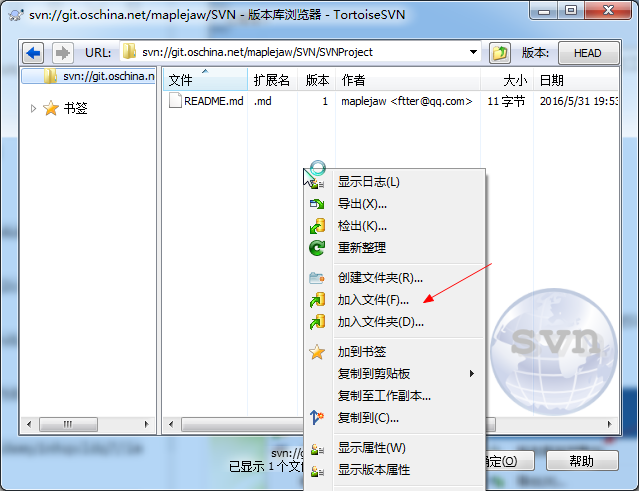 svn://git.oschina.net/maplejaw/SVN - 版本库浏览器 - TortoiseSVN
URL: svn://git.oschina.net/maplejaw/SVN/SVNProject 版本: HEAD
svn://git.oschina.n
书签
文件 扩展名 版本 作者 大小 日期
README.md .md 1 maplejaw <ftter@qq.com> 11 字节 2016/5/31 19:53
显示日志(L)
导出(X)...
检出(K)...
重新整理
创建文件夹(R)...
加入文件(F)...
加入文件夹(D)...
加到书签
复制到剪贴板
复制至工作副本...
复制到(C)...
显示属性(W)
显示版本属性
svn
svn://g
已显示 1 个文
定(O)
帮助